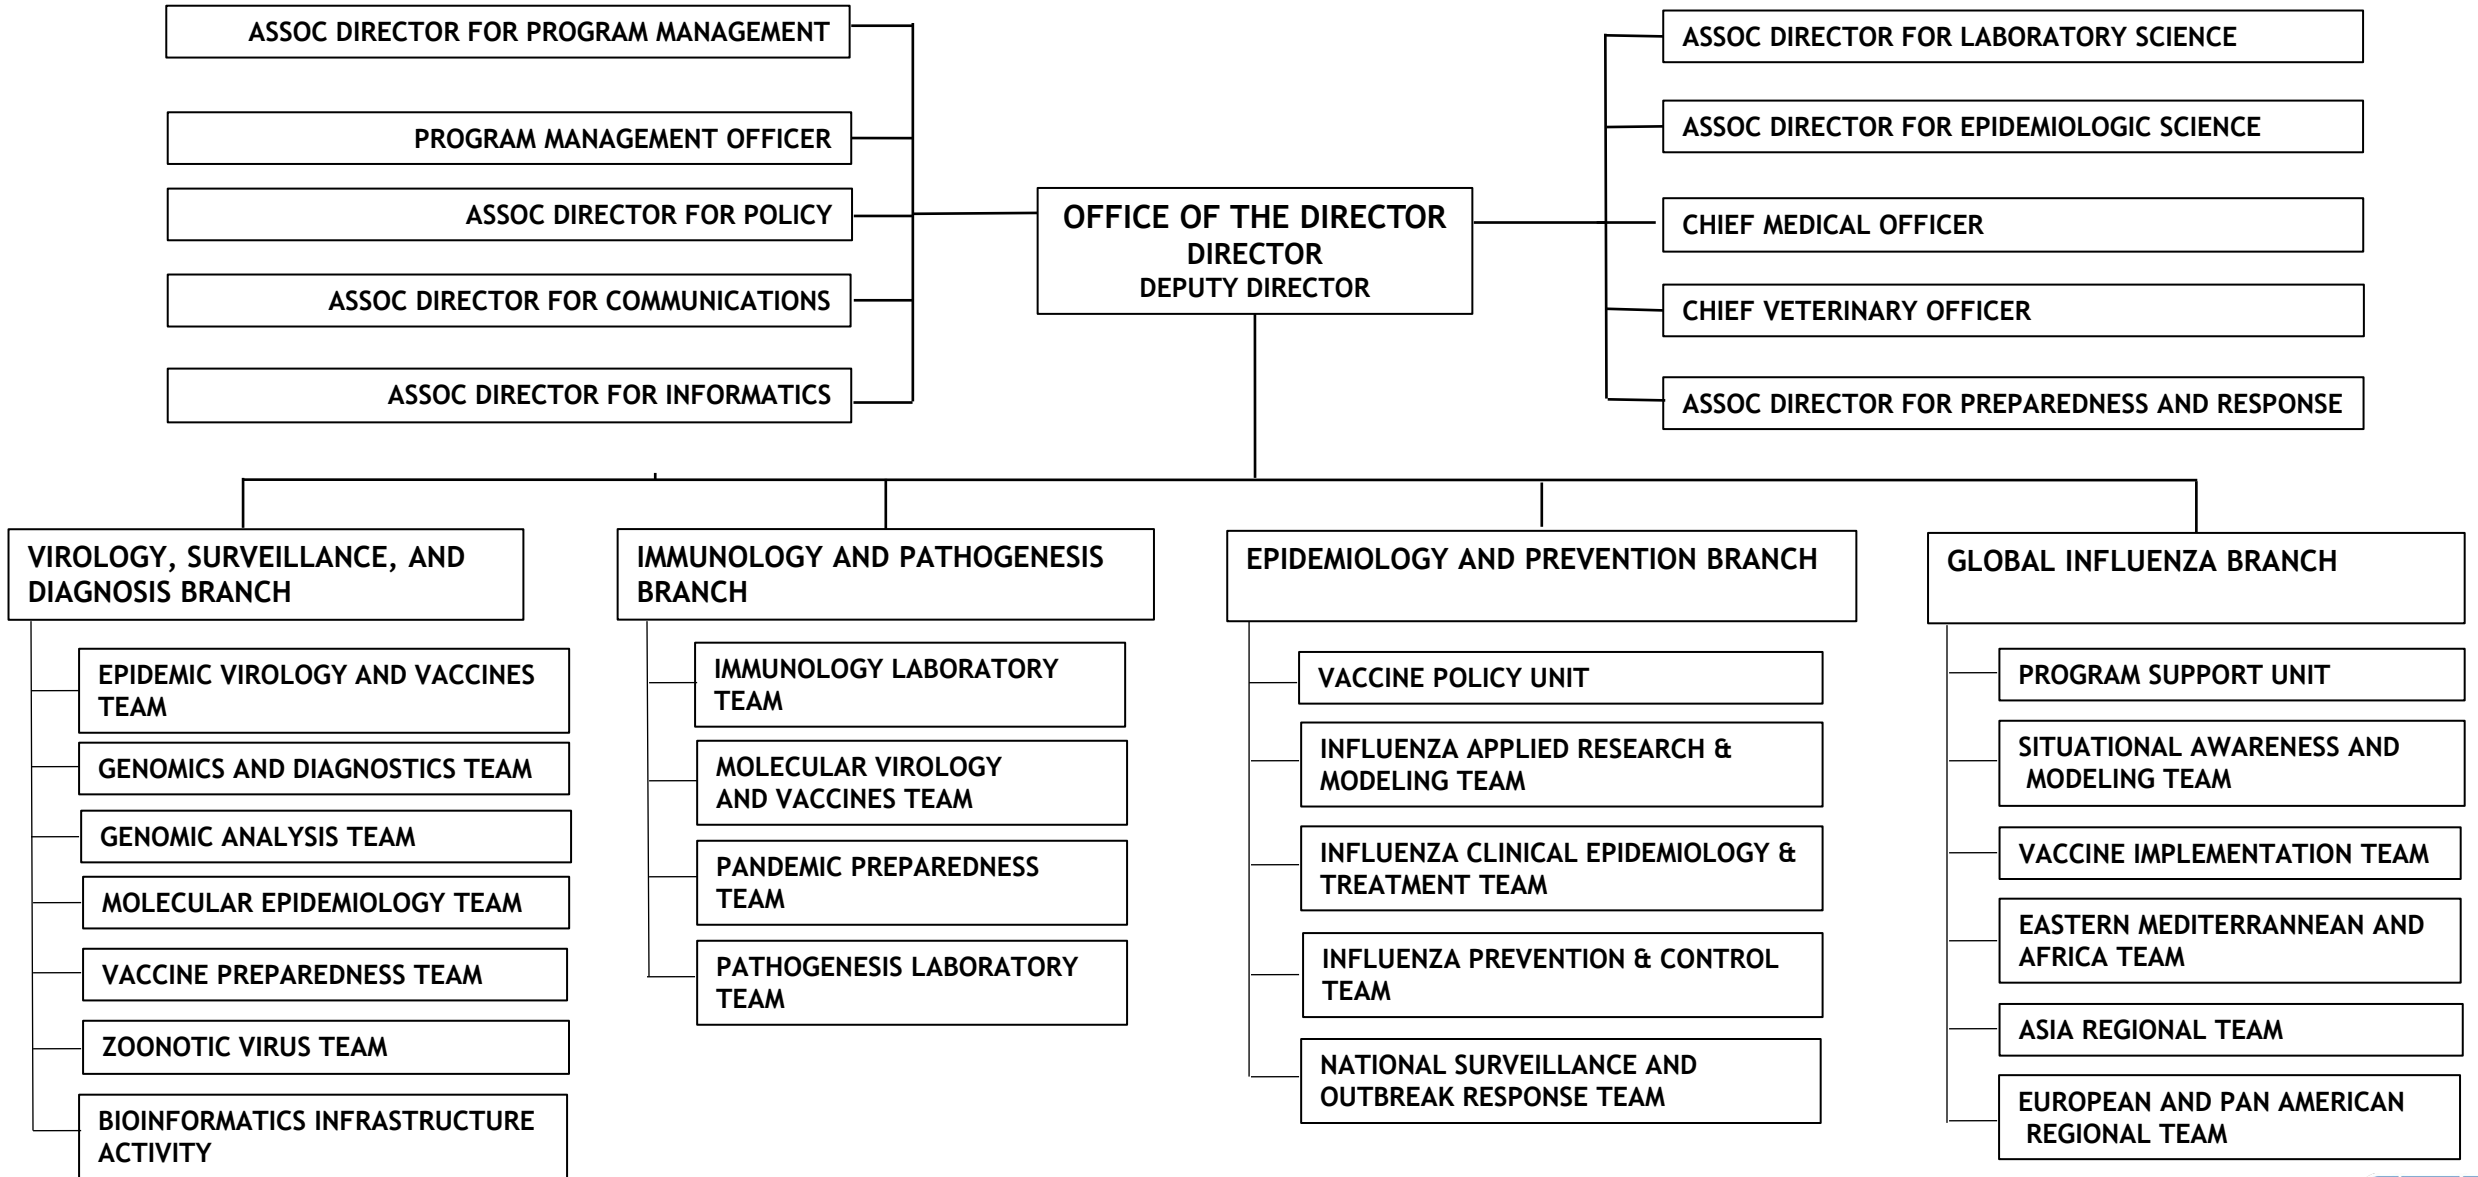 ASSOC DIRECTOR FOR PROGRAM MANAGEMENT
PROGRAM MANAGEMENT OFFICER
ASSOC DIRECTOR FOR POLICY
ASSOC DIRECTOR FOR COMMUNICATIONS
ASSOC DIRECTOR FOR INFORMATICS
OFFICE OF THE DIRECTOR
DIRECTOR
DEPUTY DIRECTOR
ASSOC DIRECTOR FOR LABORATORY SCIENCE
ASSOC DIRECTOR FOR EPIDEMIOLOGIC SCIENCE
CHIEF MEDICAL OFFICER
CHIEF VETERINARY OFFICER
ASSOC DIRECTOR FOR PREPAREDNESS AND RESPONSE
VIROLOGY, SURVEILLANCE, AND
DIAGNOSIS BRANCH
EPIDEMIC VIROLOGY AND VACCINES
TEAM
GENOMICS AND DIAGNOSTICS TEAM
GENOMIC ANALYSIS TEAM
MOLECULAR EPIDEMIOLOGY TEAM
VACCINE PREPAREDNESS TEAM
ZOONOTIC VIRUS TEAM
BIOINFORMATICS INFRASTRUCTURE
ACTIVITY
IMMUNOLOGY AND PATHOGENESIS
BRANCH
IMMUNOLOGY LABORATORY
TEAM
MOLECULAR VIROLOGY
AND VACCINES TEAM
PANDEMIC PREPAREDNESS
TEAM
PATHOGENESIS LABORATORY
TEAM
EPIDEMIOLOGY AND PREVENTION BRANCH
VACCINE POLICY UNIT
INFLUENZA APPLIED RESEARCH &
MODELING TEAM
INFLUENZA CLINICAL EPIDEMIOLOGY &
TREATMENT TEAM
INFLUENZA PREVENTION & CONTROL
TEAM
NATIONAL SURVEILLANCE AND
OUTBREAK RESPONSE TEAM
GLOBAL INFLUENZA BRANCH
PROGRAM SUPPORT UNIT
SITUATIONAL AWARENESS AND
MODELING TEAM
VACCINE IMPLEMENTATION TEAM
EASTERN MEDITERRANNEAN AND
AFRICA TEAM
ASIA REGIONAL TEAM
EUROPEAN AND PAN AMERICAN
REGIONAL TEAM